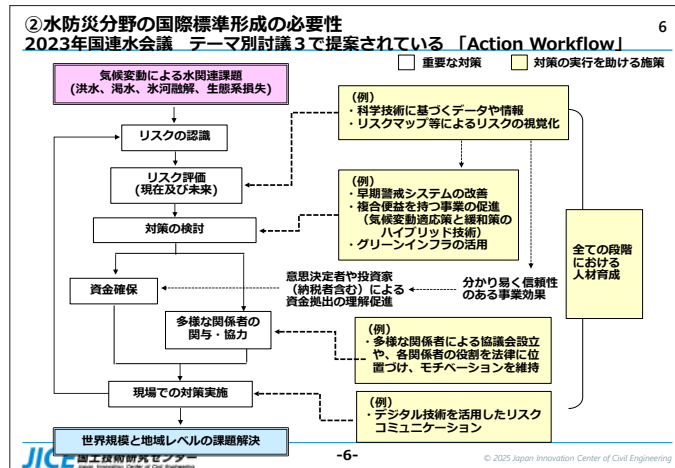 ②水防災分野の国際標準形成の必要性
6
2023年国連水会議　テーマ別討議３で提案されている 「Action Workflow」
重要な対策
対策の実行を助ける施策
気候変動による水関連課題
(洪水、渇水、氷河融解、生態系損失)
リスクの認識
リスク評価
(現在及び未来)
対策の検討
資金確保
多様な関係者の
関与・協力
現場での対策実施
世界規模と地域レベルの課題解決
（例）
・科学技術に基づくデータや情報
・リスクマップ等によるリスクの視覚化
（例）
・早期警戒システムの改善
・複合便益を持つ事業の促進
（気候変動適応策と緩和策の
ハイブリッド技術）
・グリーンインフラの活用
意思決定者や投資家
（納税者含む）による
資金拠出の理解促進
分かり易く信頼性
のある事業効果
（例）
・多様な関係者による協議会設立
や、各関係者の役割を法律に位
置づけ、モチベーションを維持
（例）
・デジタル技術を活用したリスク
コミュニケーション
全ての段階
における
人材育成
JICE 国土技術研究センター
Japan Innovation Center of Civil Engineering
-6-
© 2025 Japan Innovation Center of Civil Engineering